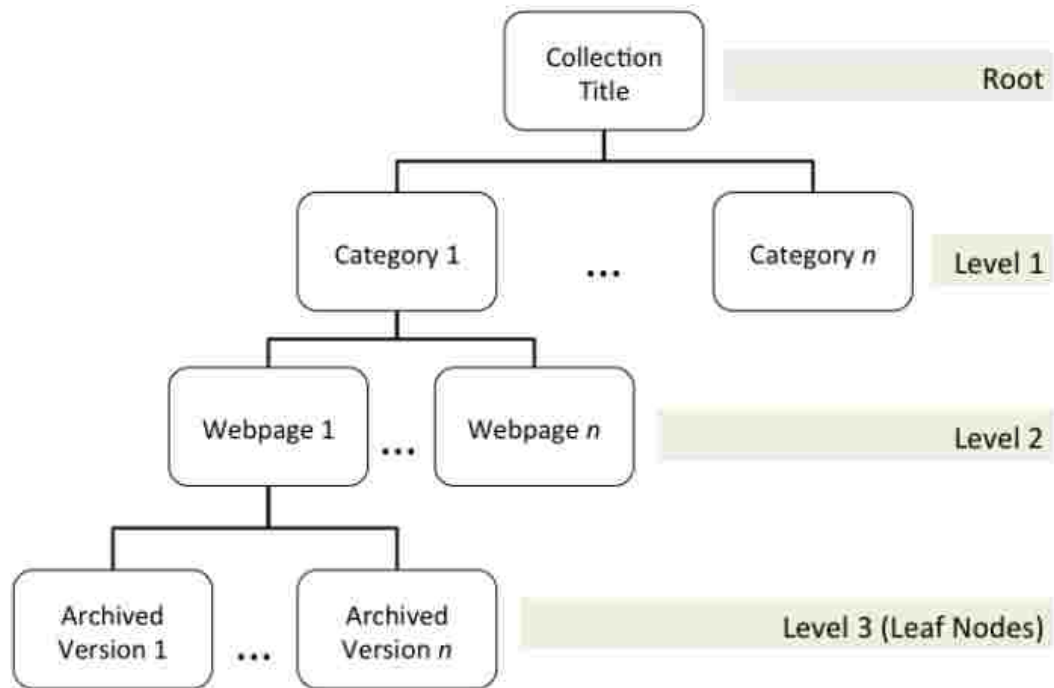 Collection
Title
Root
Category 1
...
Category n
Level 1
Webpage 1
...
Webpage n
Level 2
Archived
Version 1
...
Archived
Version n
Level 3 (Leaf Nodes)